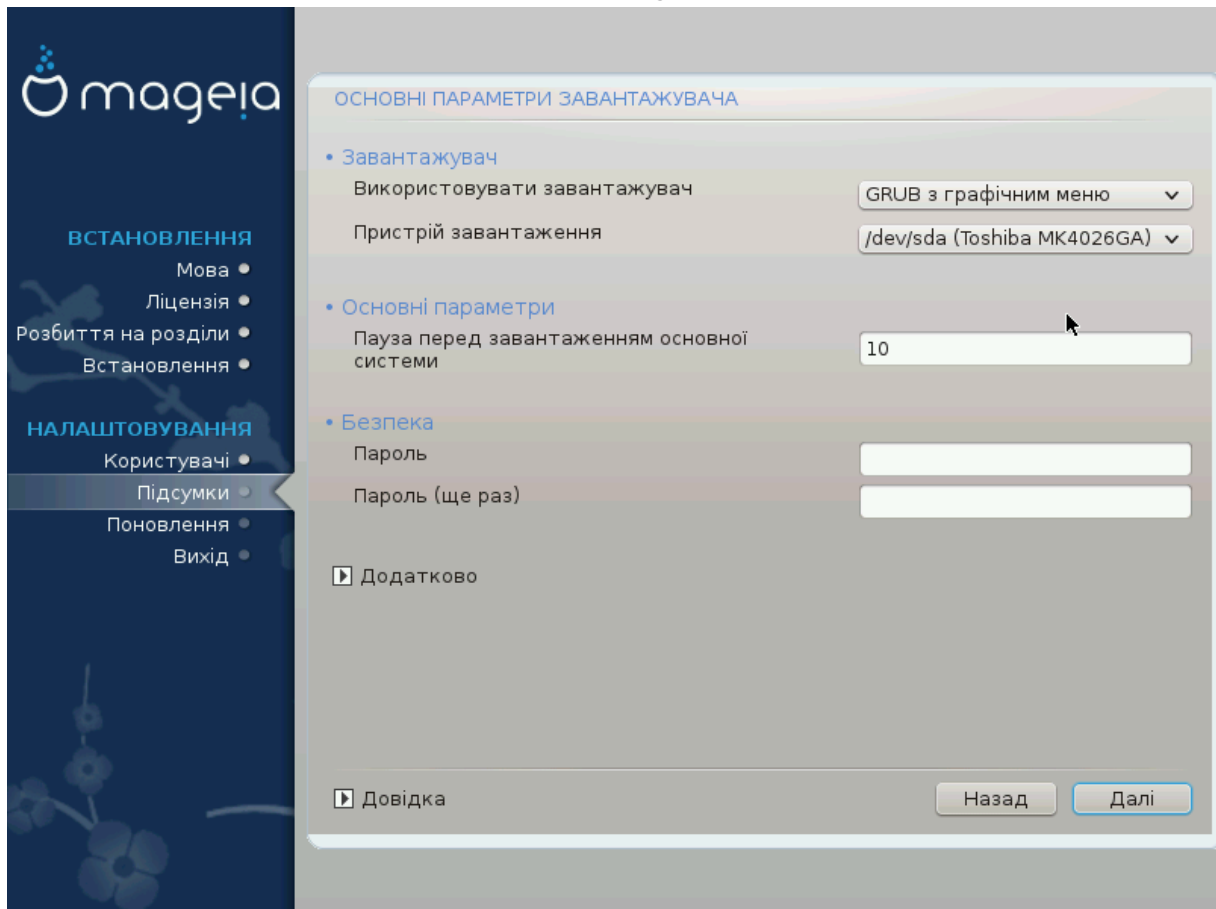 mageia
ВСТАНОВЛЕННЯ
Мова
Ліцензія
Розбиття на розділи
Встановлення
НАЛАШТОВУВАННЯ
Користувачі
Підсумки
Поновлення
Вихід
ОСНОВНІ ПАРАМЕТРИ ЗАВАНТАЖУВАЧА
• Завантажувач
Використовувати завантажувач
GRUB з графічним меню
Пристрій завантаження
/dev/sda (Toshiba MK4026GA)
• Основні параметри
Пауза перед завантаженням основної
системи
10
• Безпека
Пароль
Пароль (ще раз)
Додатково
Довідка
Назад
Далі